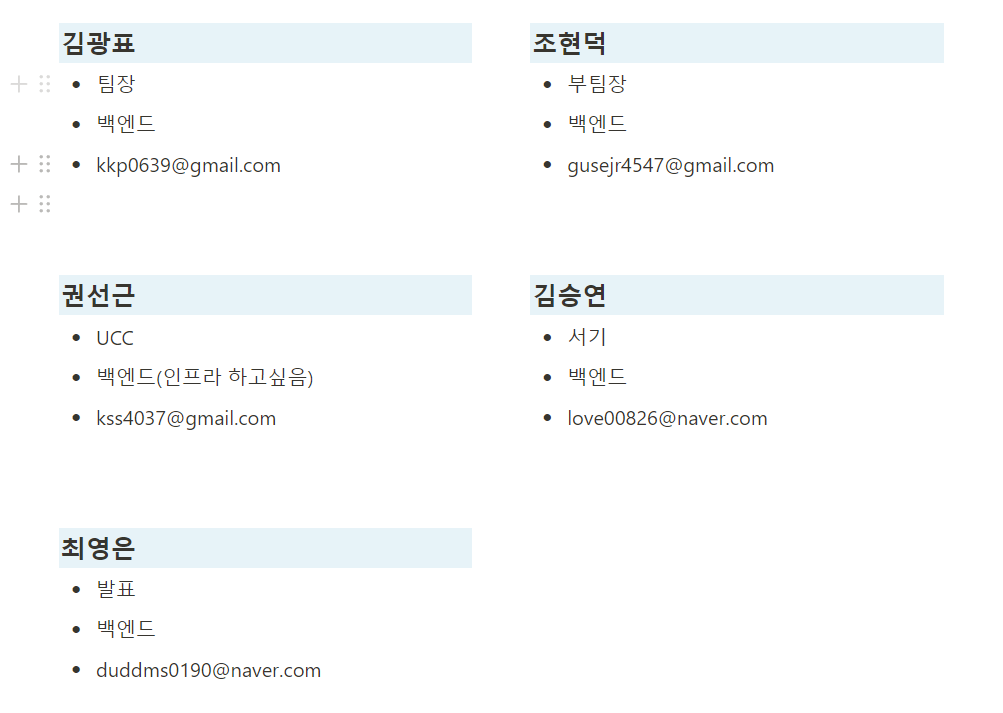 김광표
팀장
백엔드
kkp0639@gmail.com
조현덕
부팀장
백엔드
gusejr4547@gmail.com
권선근
UCC
백엔드(인프라 하고싶음)
kss4037@gmail.com
김승연
서기
백엔드
love00826@naver.com
최영은
발표
백엔드
duddms0190@naver.com